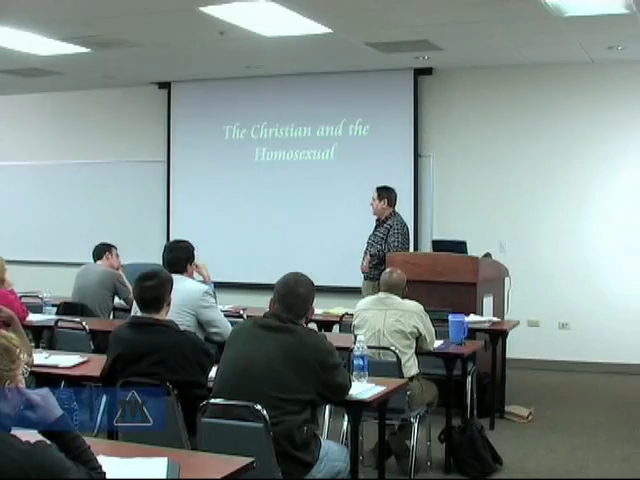 The Christian and the
Homosexual